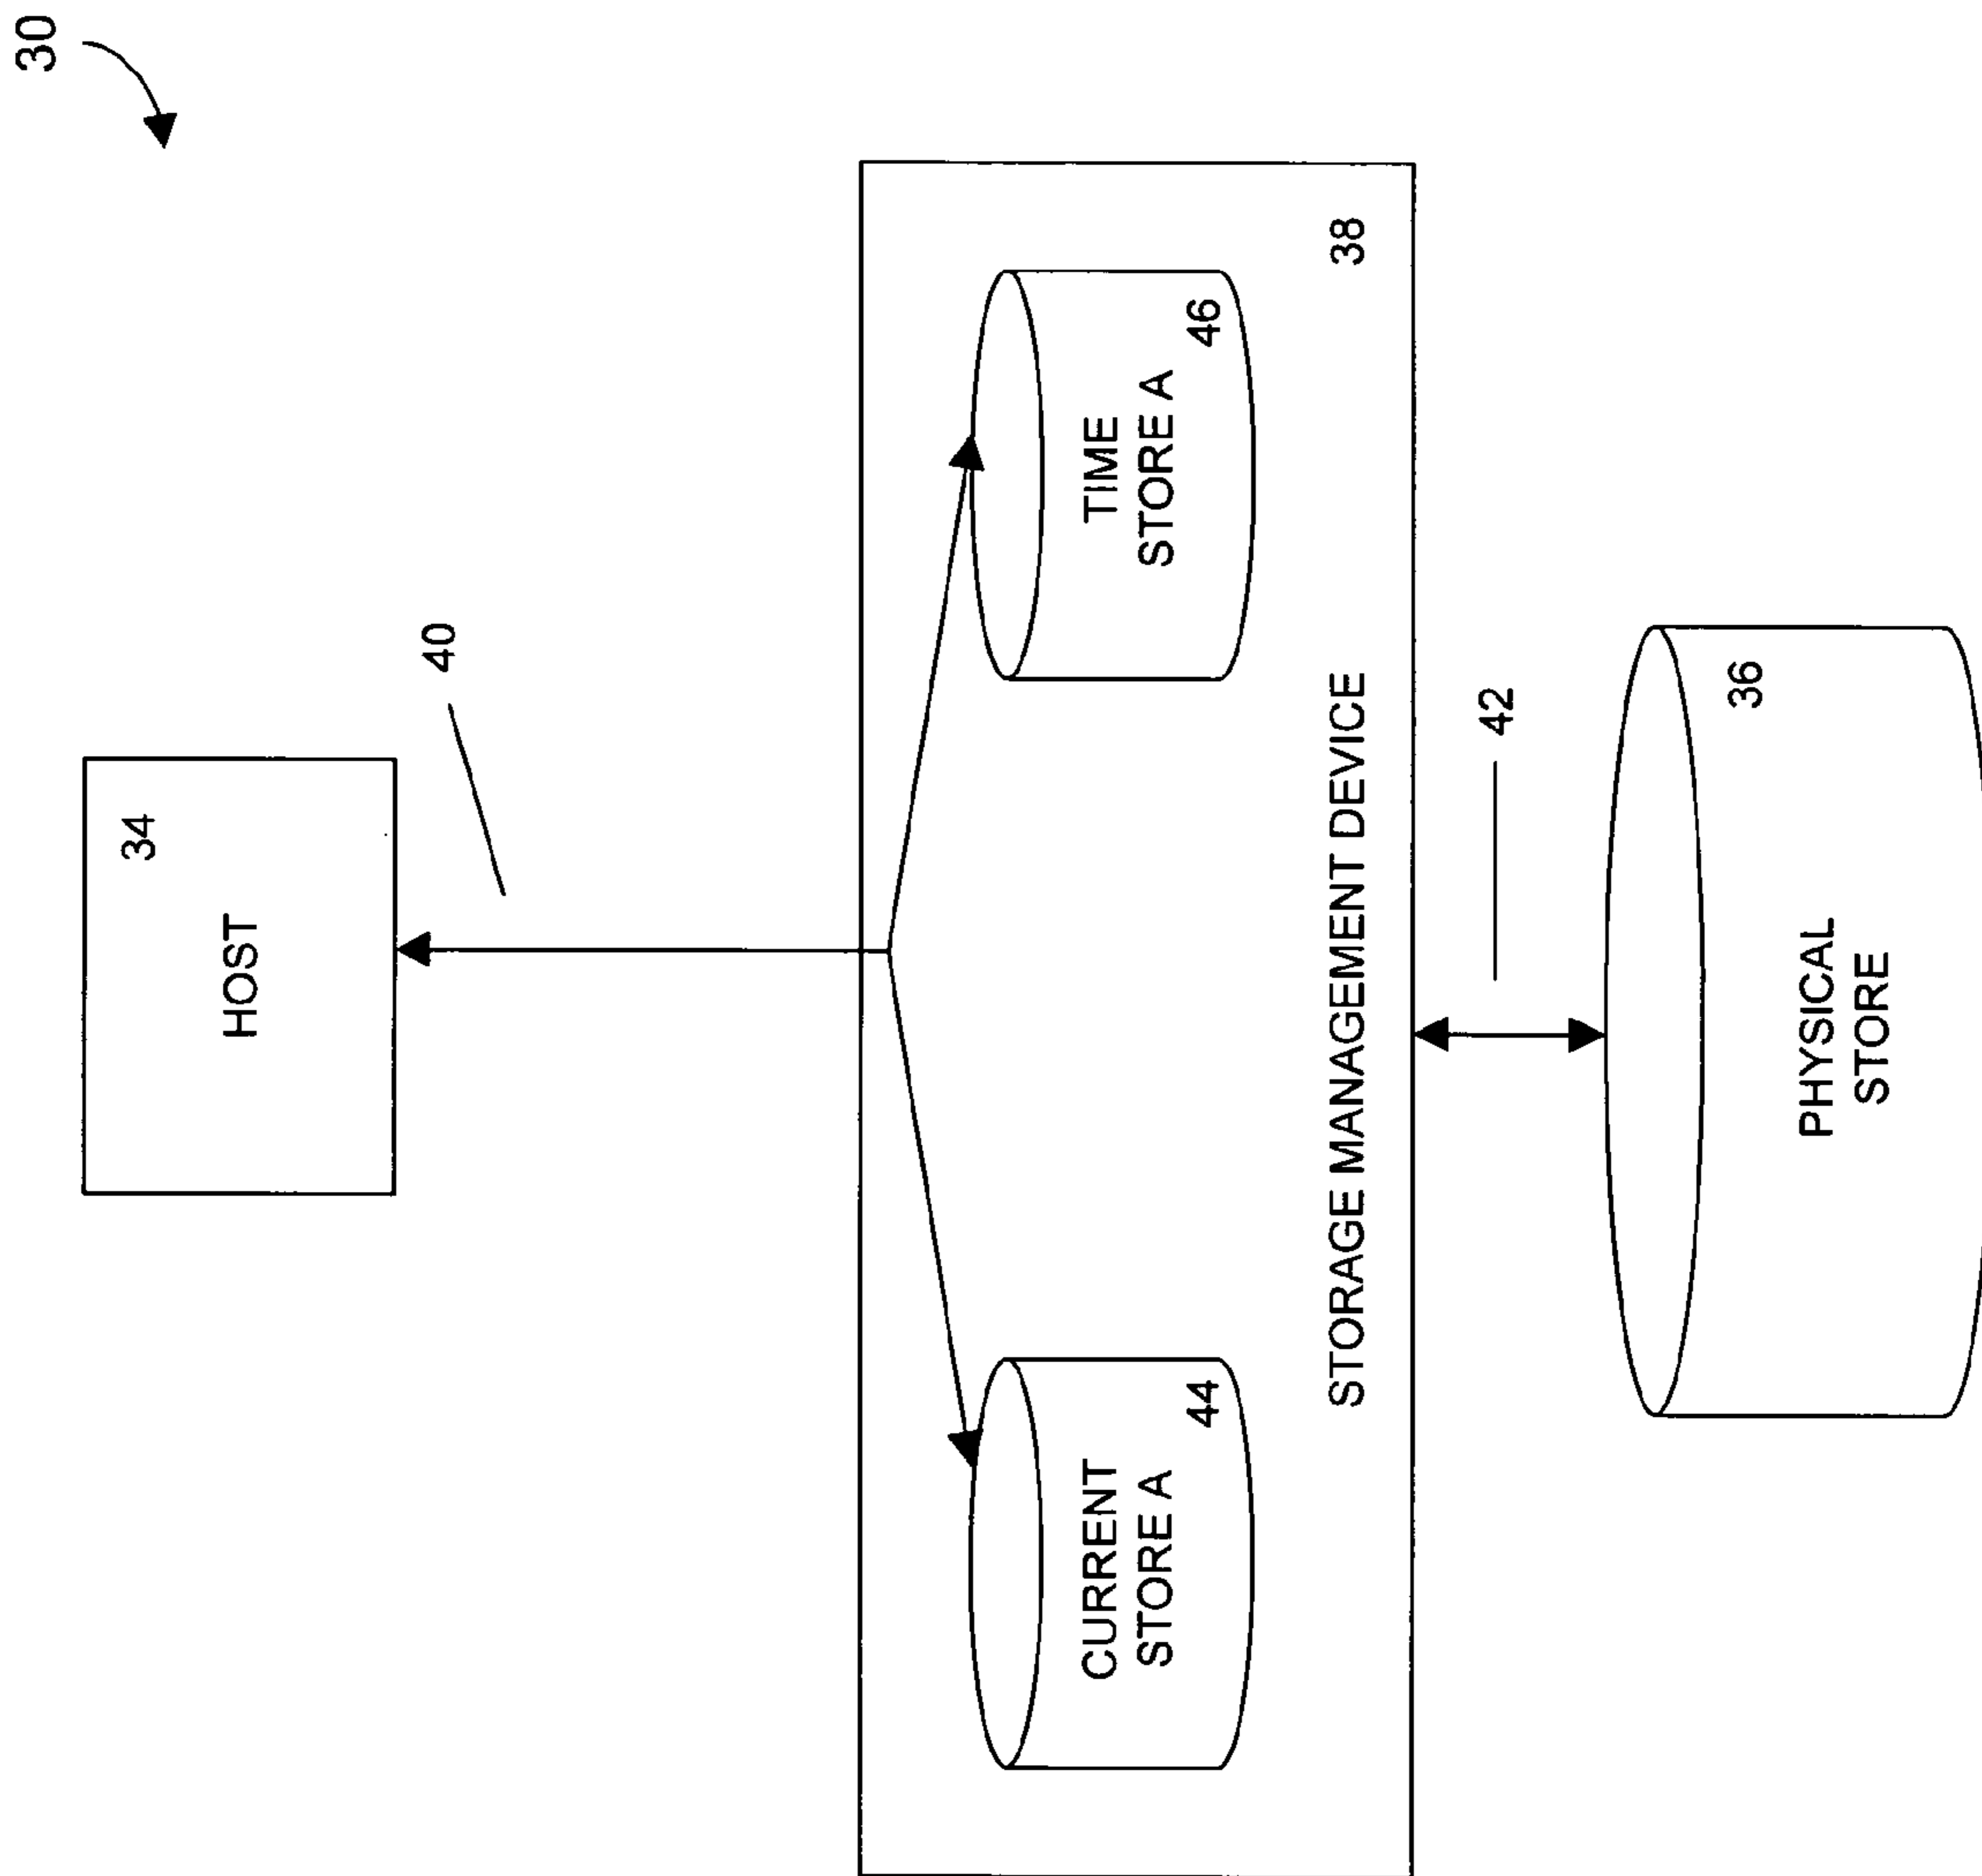 30
34
HOST
40
CURRENT
STORE A
44
TIME
STORE A
46
STORAGE MANAGEMENT DEVICE
38
42
36
PHYSICAL
STORE